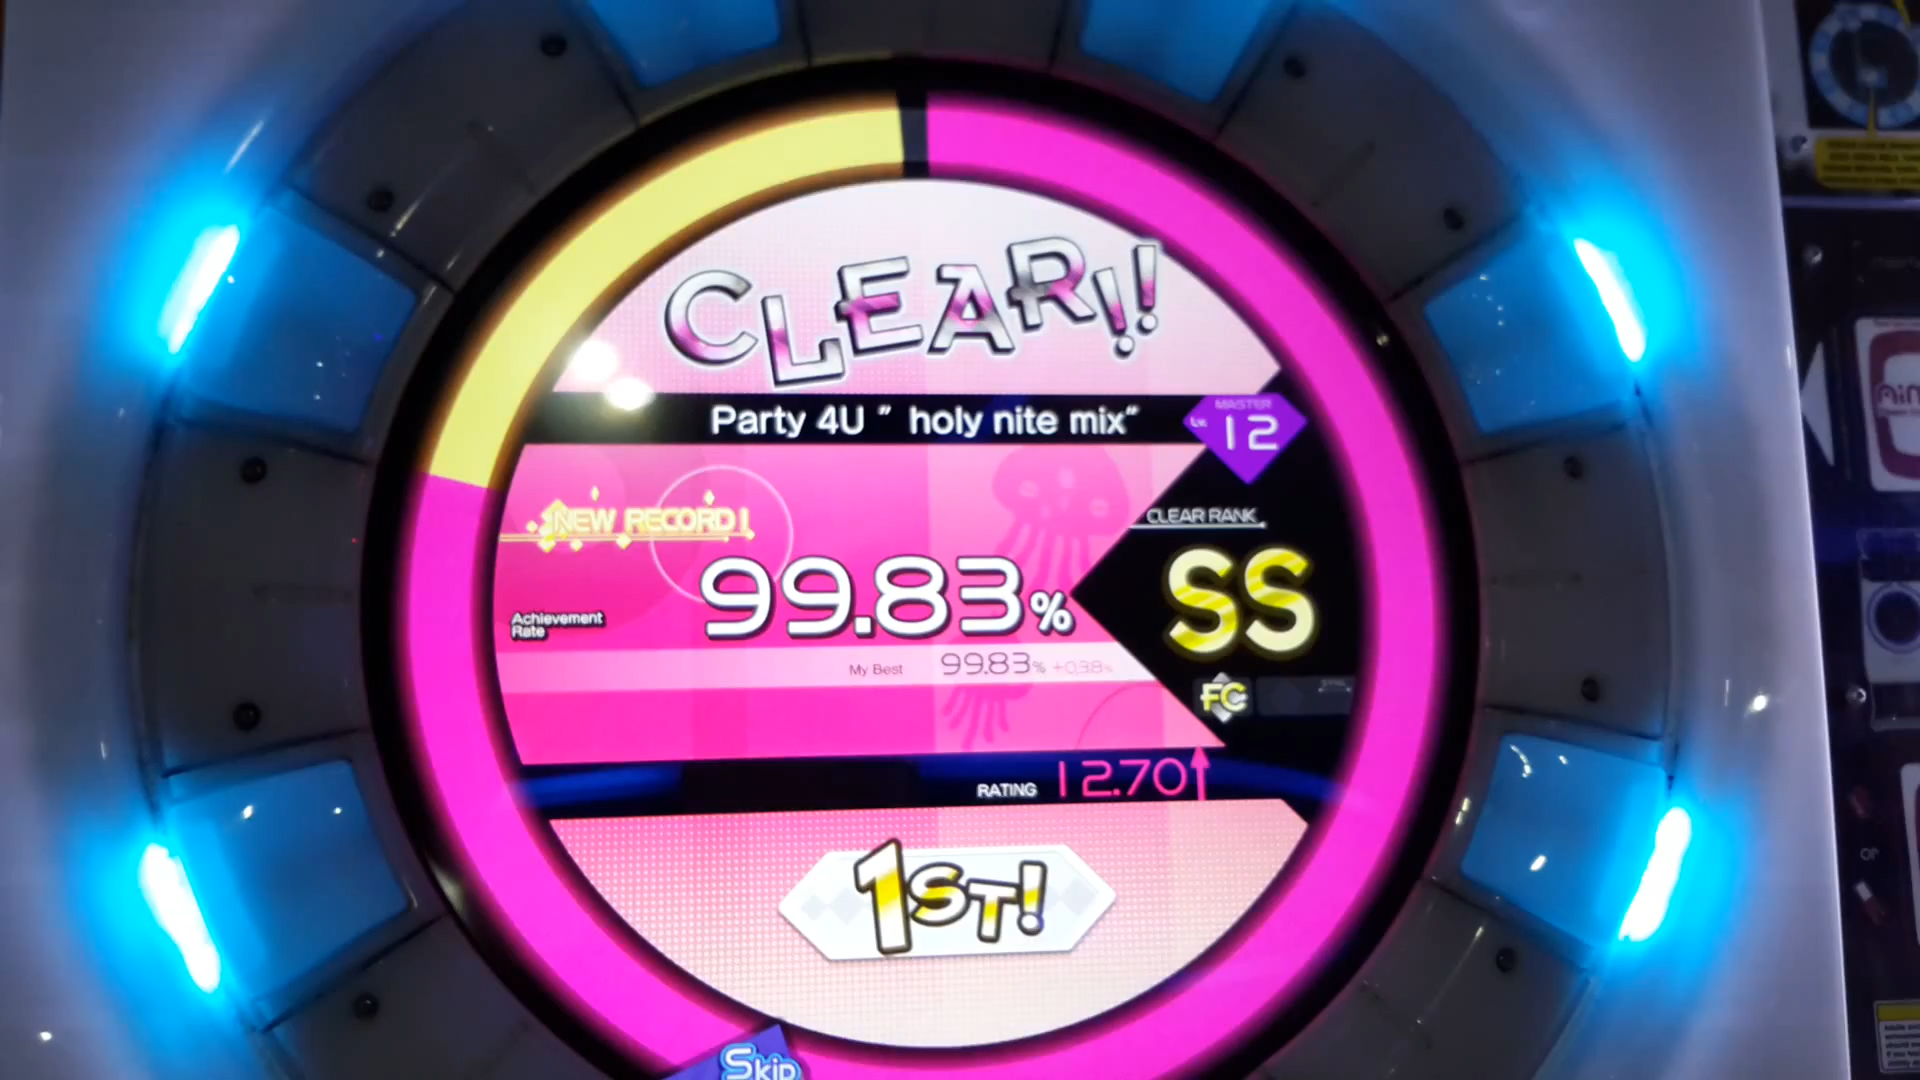 CLEAR!!
Party 4U ” holy nite mix“
MASTER
Lv. 12
NEW RECORD!
CLEAR RANK
99.83%
SS
Achievement
Rate
My Best 99.83% +0.38%
FC
RATING 12.70
1ST!
Skip